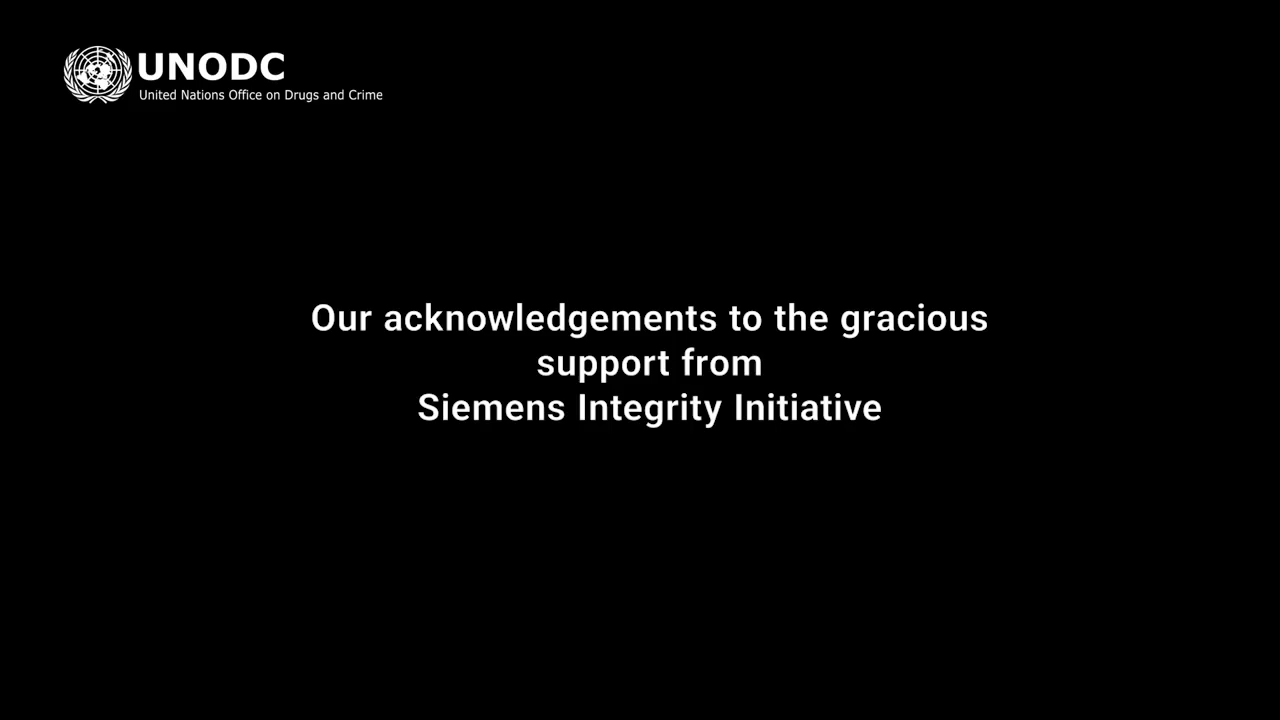 UNODC
United Nations Office on Drugs and Crime
Our acknowledgements to the gracious
support from
Siemens Integrity Initiative